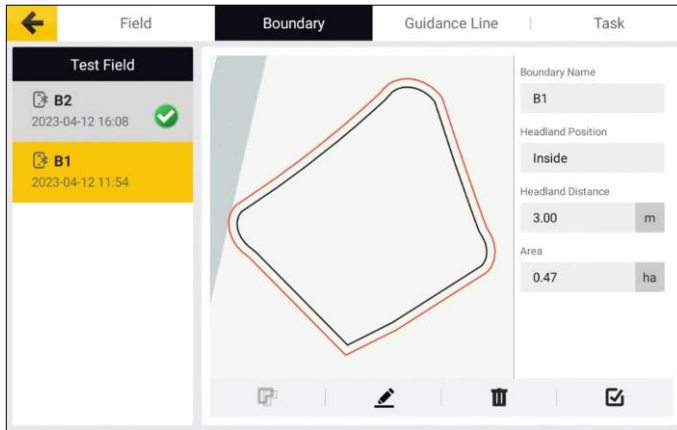 Field
Boundary
Guidance Line
Task
Test Field
B2
2023-04-12 16:08
B1
2023-04-12 11:54
Boundary Name
B1
Headland Position
Inside
Headland Distance
3.00 m
Area
0.47 ha